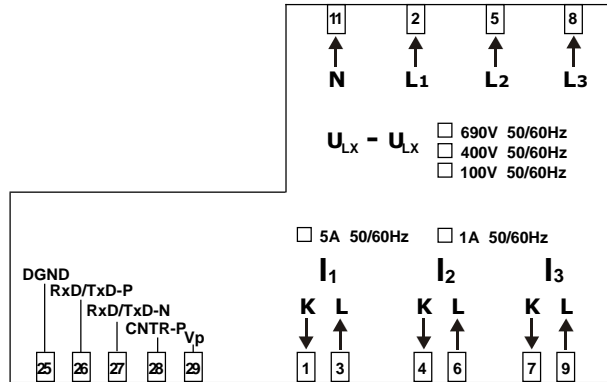 11 2 5 8
N L1 L2 L3
ULX - ULX
690V 50/60Hz
400V 50/60Hz
100V 50/60Hz
5A 50/60Hz 1A 50/60Hz
I1 I2 I3
DGND
RxD/TxD-P
RxD/TxD-N
CNTR-P
Vp
K L K L K L
25 26 27 28 29 1 3 4 6 7 9